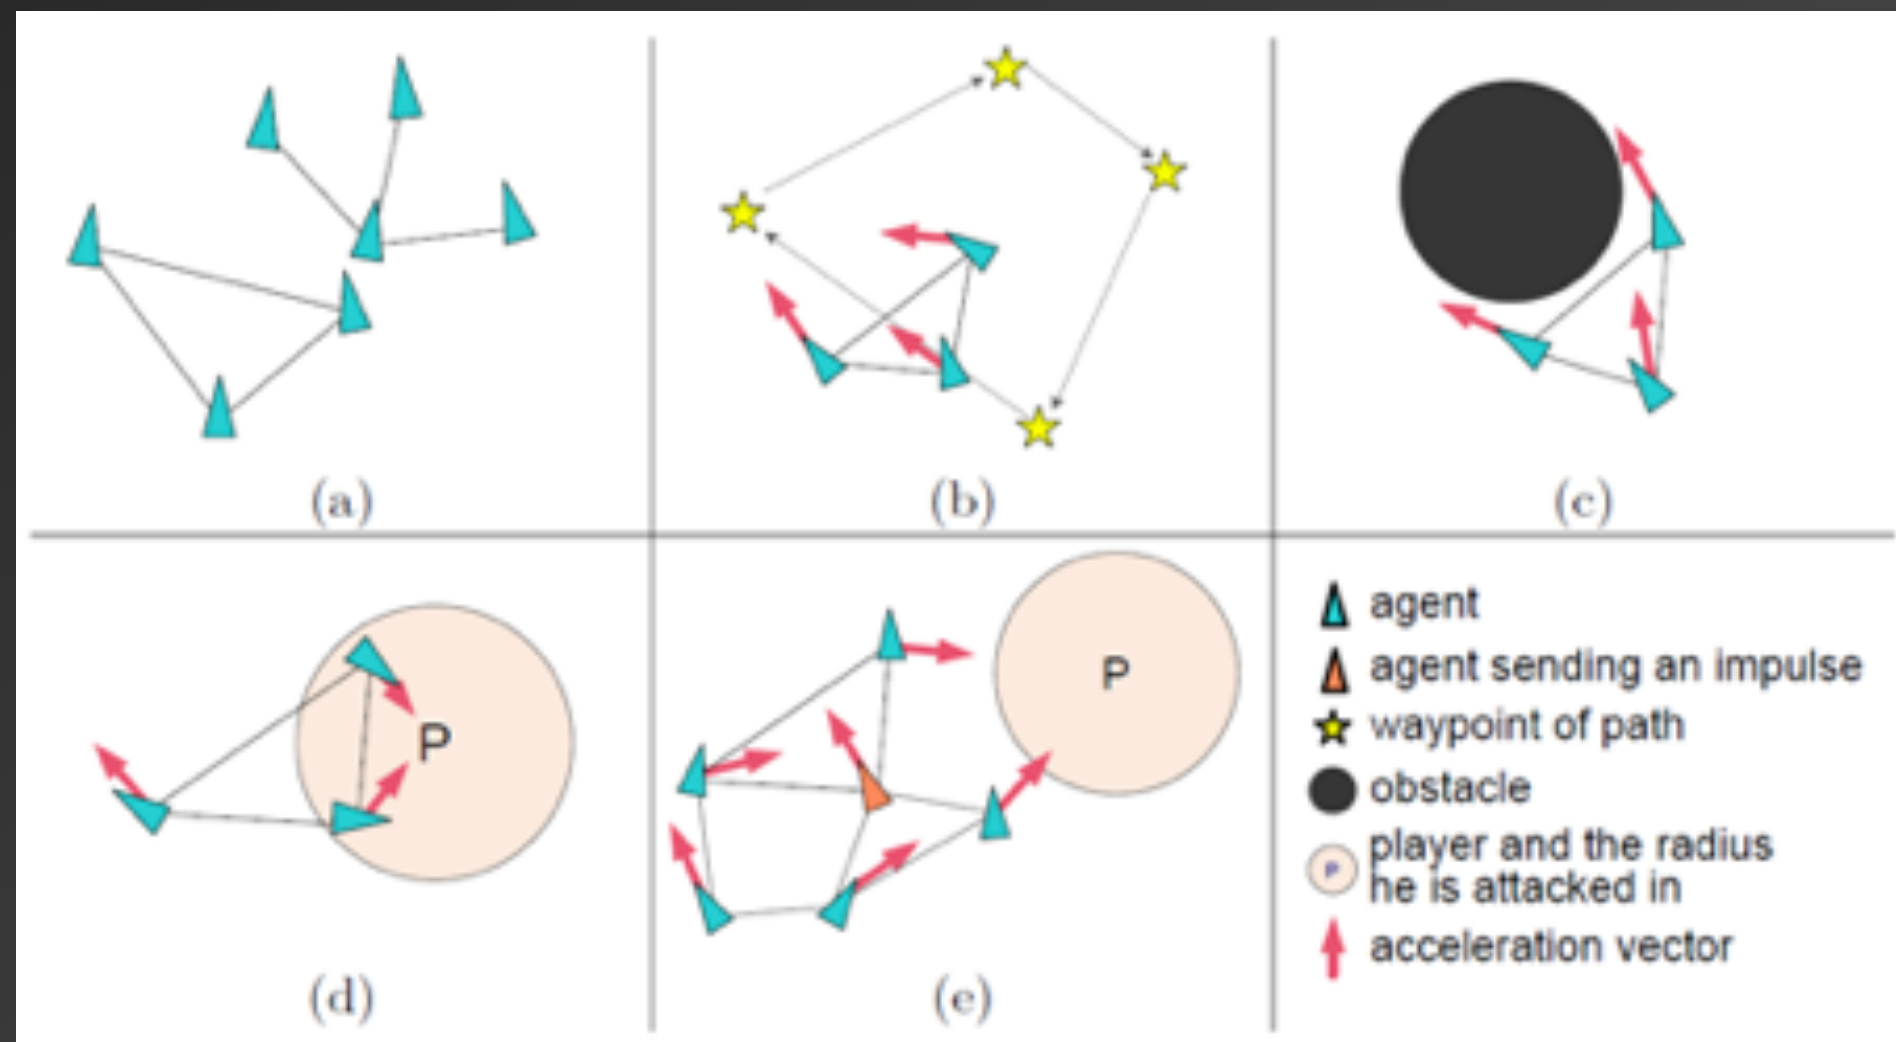 (a)
(b)
(c)
P
(d)
P
(e)
agent
agent sending an impulse
waypoint of path
obstacle
P
player and the radius
he is attacked in
acceleration vector